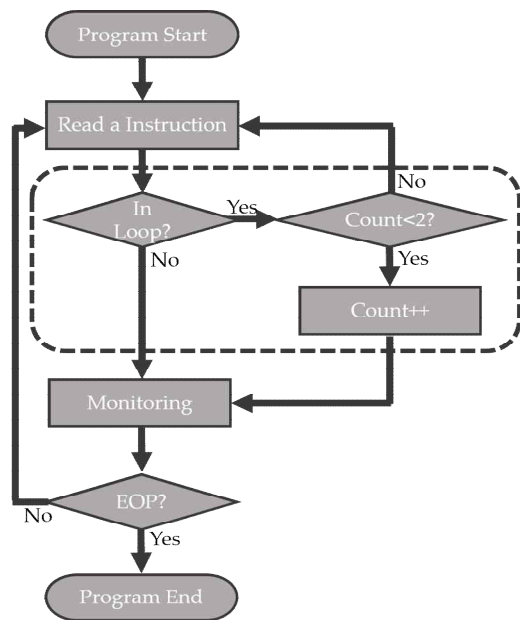 Program Start
Read a Instruction
In
Loop?
Yes
Count<2?
No
No
Yes
Count++
Monitoring
EOP?
No
Yes
Program End